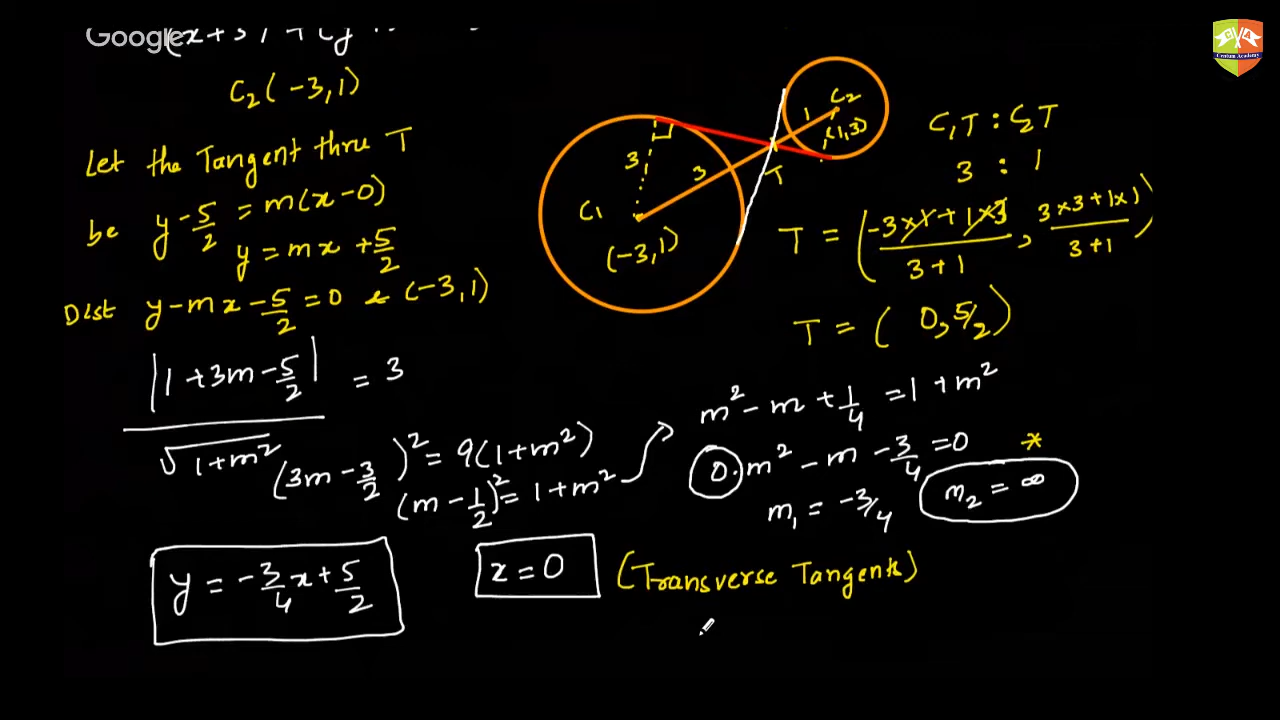 Google
C₂(-3,1)
Let the Tangent thru T
be y - 5/2 = m(x-0)
y = mx + 5/2
Dist y-mx-5/2=0 & (-3,1)
|1+3m-5/2| / √1+m² = 3
(3m - 3/2)² = 9(1+m²)
(m - 1/2)² = 1+m²
3
3
C₁
(-3,1)
T
1
C₂
(1,3)
C₁T : C₂T
3 : 1
T = (-3×1+1×3 / 3+1, 3×3+1×1 / 3+1)
T = (0, 5/2)
m² - m + 1/4 = 1+m²
0.m² - m - 3/4 = 0 *
m₁ = -3/4 m₂ = ∞
y = -3/4 x + 5/2
x=0 (Transverse Tangents)
Centum Academy